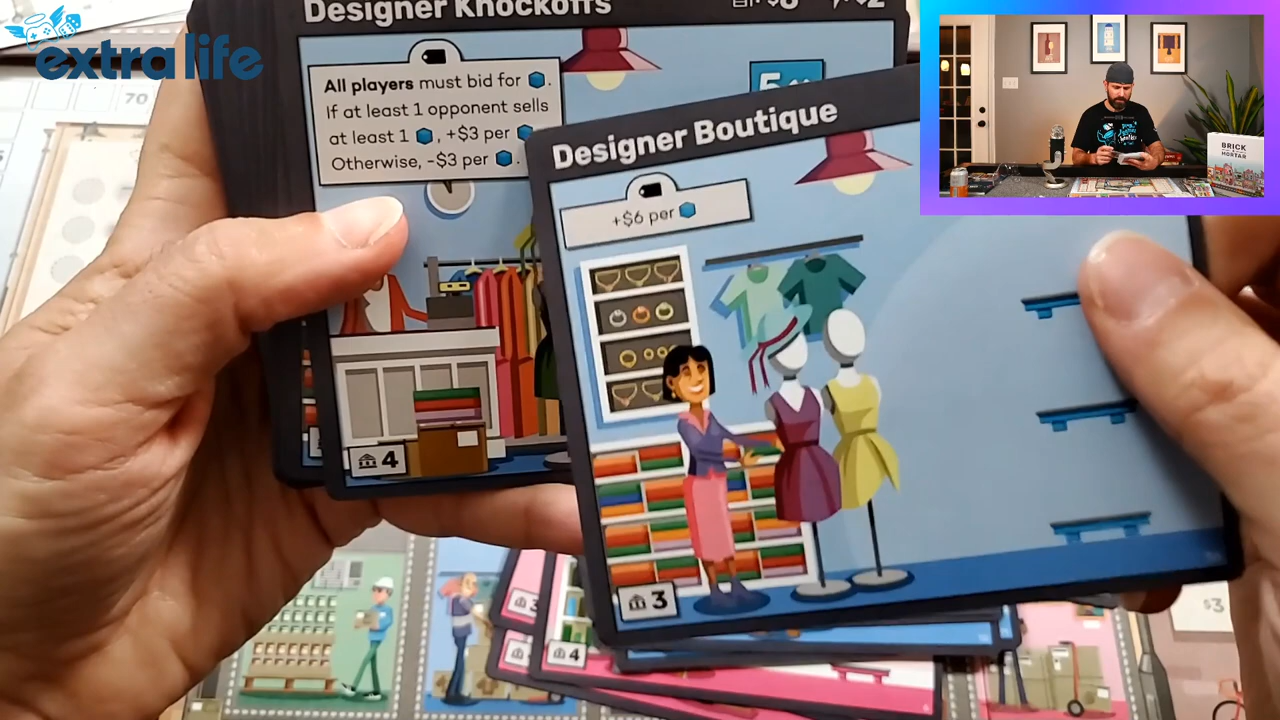 extra life
70
Designer Knockoffs
All players must bid for
If at least 1 opponent sells
at least 1 , +$3 per
Otherwise, -$3 per .
4
Designer Boutique
+$6 per
3
4
$3
BRICK
MORTAR